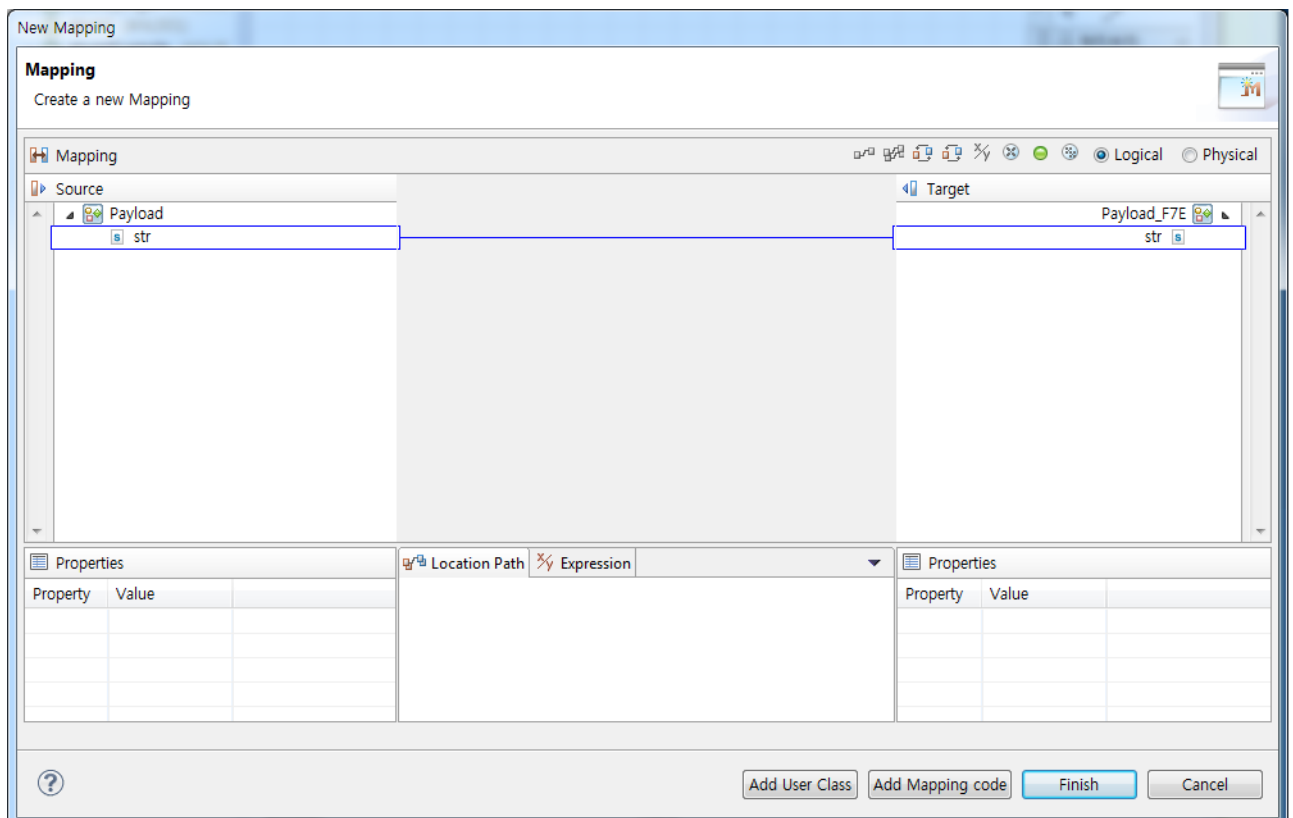 New Mapping
Mapping
Create a new Mapping
Mapping
Logical
Physical
Source
Target
Payload
Payload_F7E
str
str
Properties
Location Path
Expression
Properties
Property Value
Property Value
Add User Class
Add Mapping code
Finish
Cancel